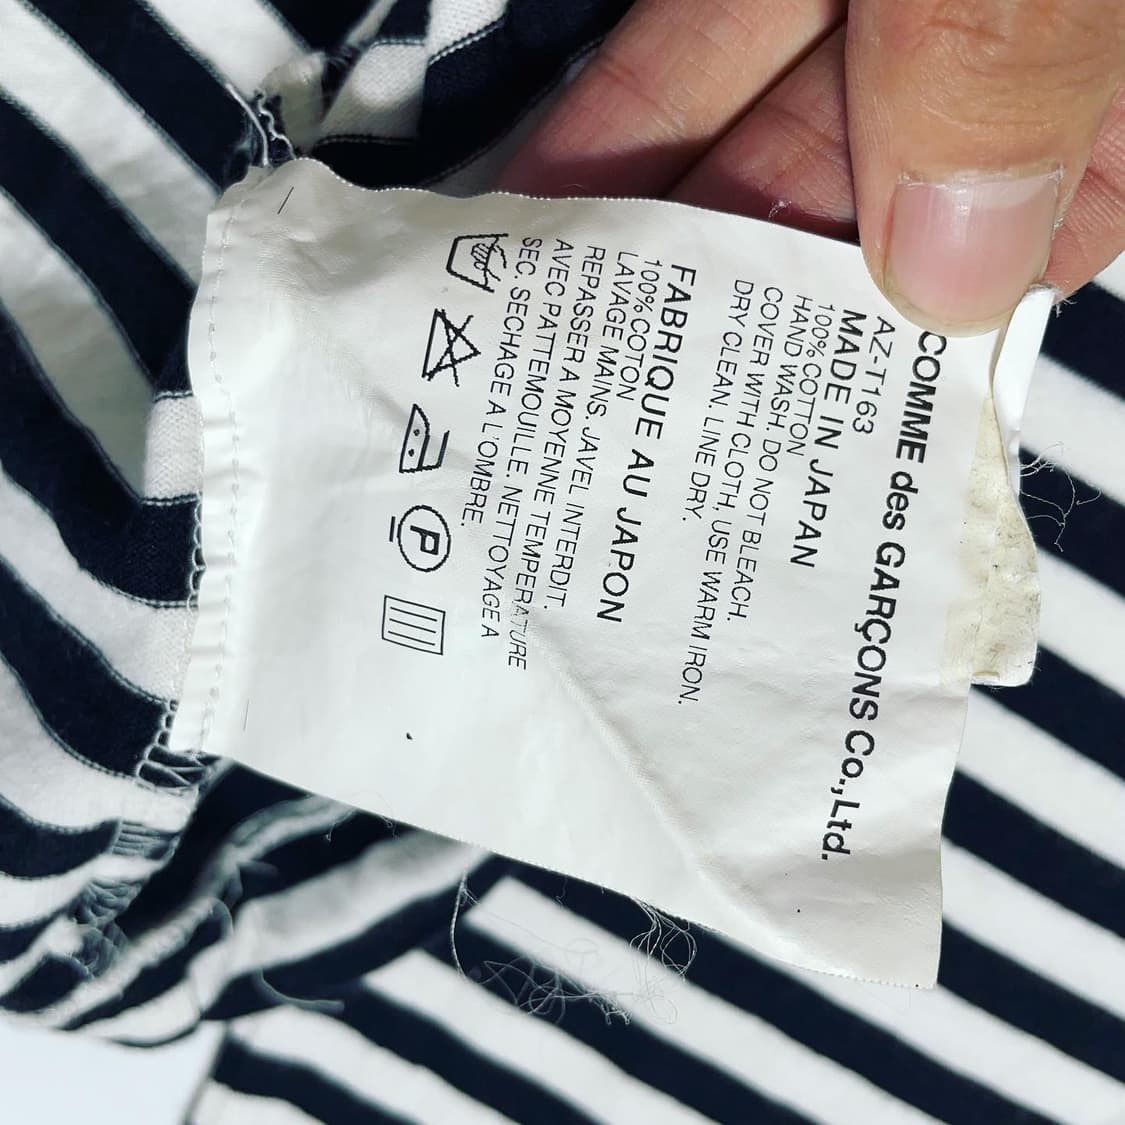 COMME des GARÇONS Co.,Ltd.
AZ-T163
MADE IN JAPAN
100% COTTON
HAND WASH. DO NOT BLEACH.
COVER WITH CLOTH, USE WARM IRON.
DRY CLEAN. LINE DRY.
FABRIQUE AU JAPON
100% COTON
LAVAGE MAINS. JAVEL INTERDIT.
REPASSER A MOYENNE TEMPERATURE
AVEC PATTEMOUILLE. NETTOYAGE A
SEC. SECHAGE A L'OMBRE.
P